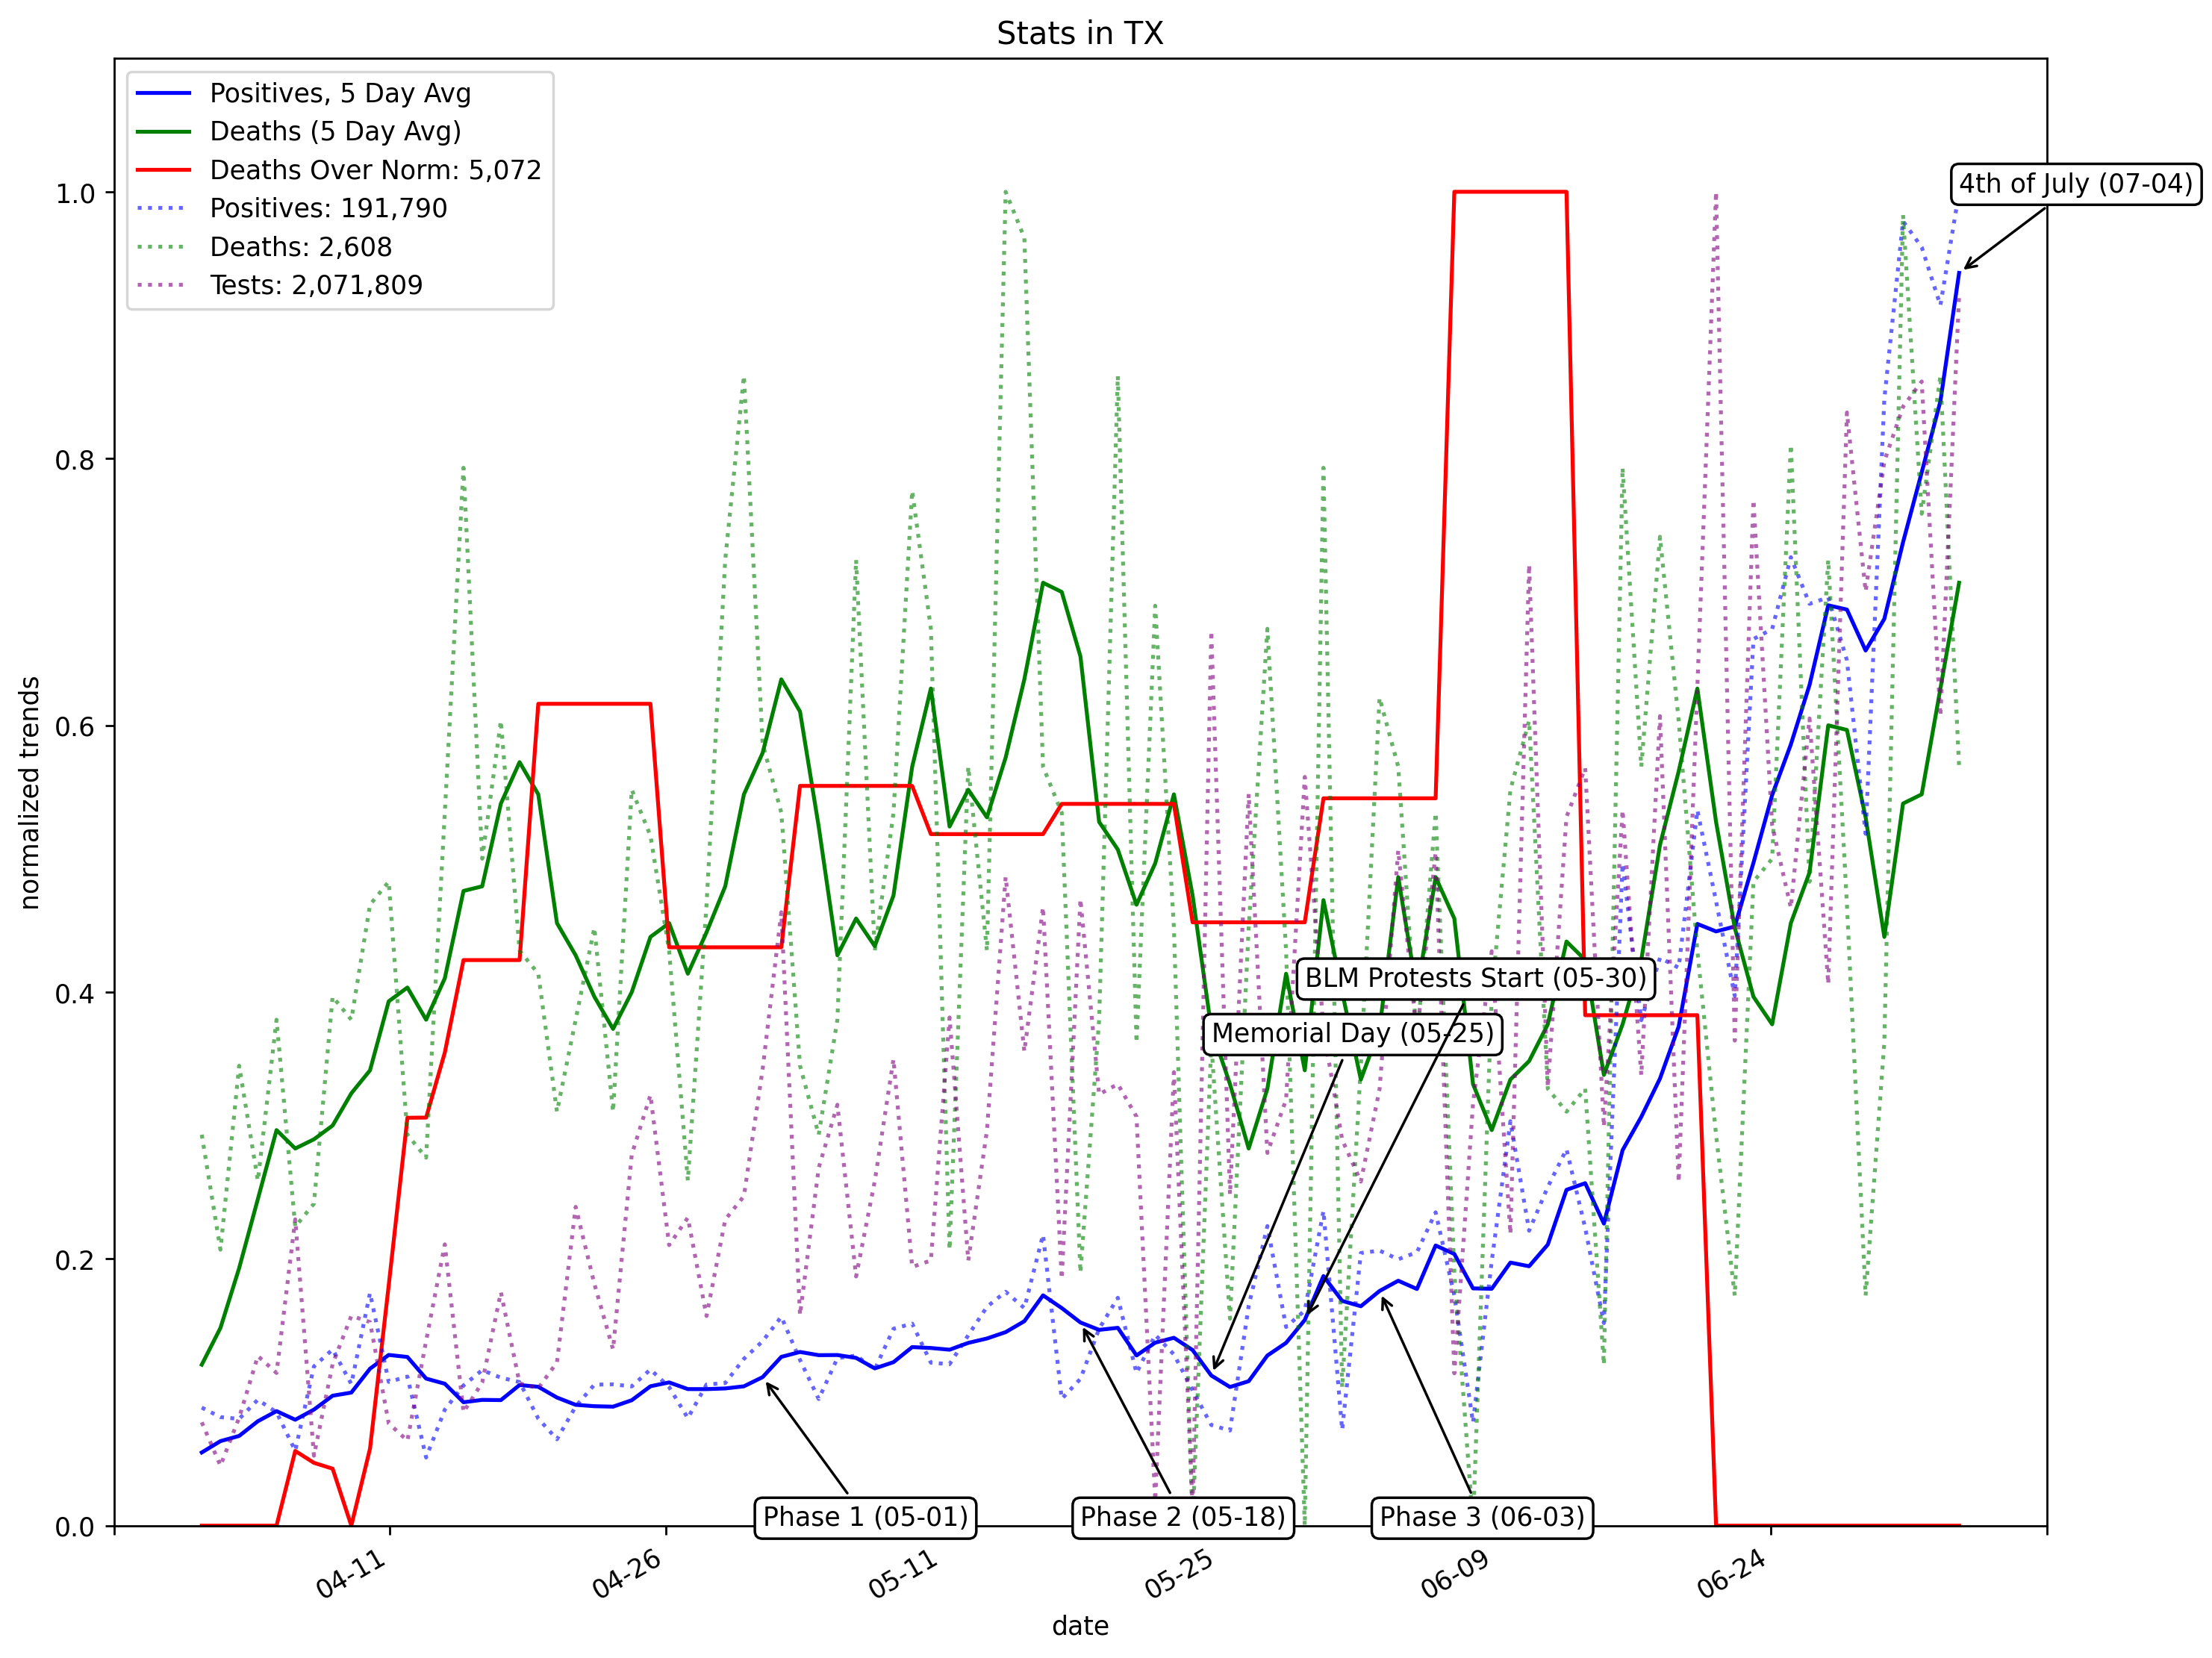 Stats in TX
Positives, 5 Day Avg
Deaths (5 Day Avg)
Deaths Over Norm: 5,072
Positives: 191,790
Deaths: 2,608
Tests: 2,071,809
4th of July (07-04)
BLM Protests Start (05-30)
Memorial Day (05-25)
Phase 1 (05-01)
Phase 2 (05-18)
Phase 3 (06-03)
normalized trends
1.0
0.8
0.6
0.4
0.2
0.0
04-11
04-26
05-11
05-25
06-09
06-24
date